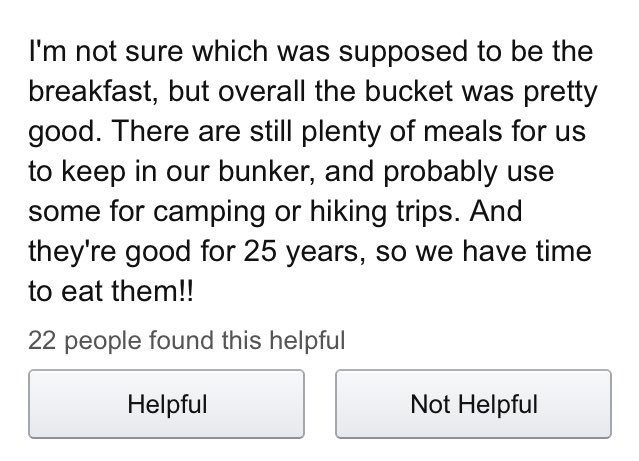 I'm not sure which was supposed to be the
breakfast, but overall the bucket was pretty
good. There are still plenty of meals for us
to keep in our bunker, and probably use
some for camping or hiking trips. And
they're good for 25 years, so we have time
to eat them!!
22 people found this helpful
Helpful
Not Helpful